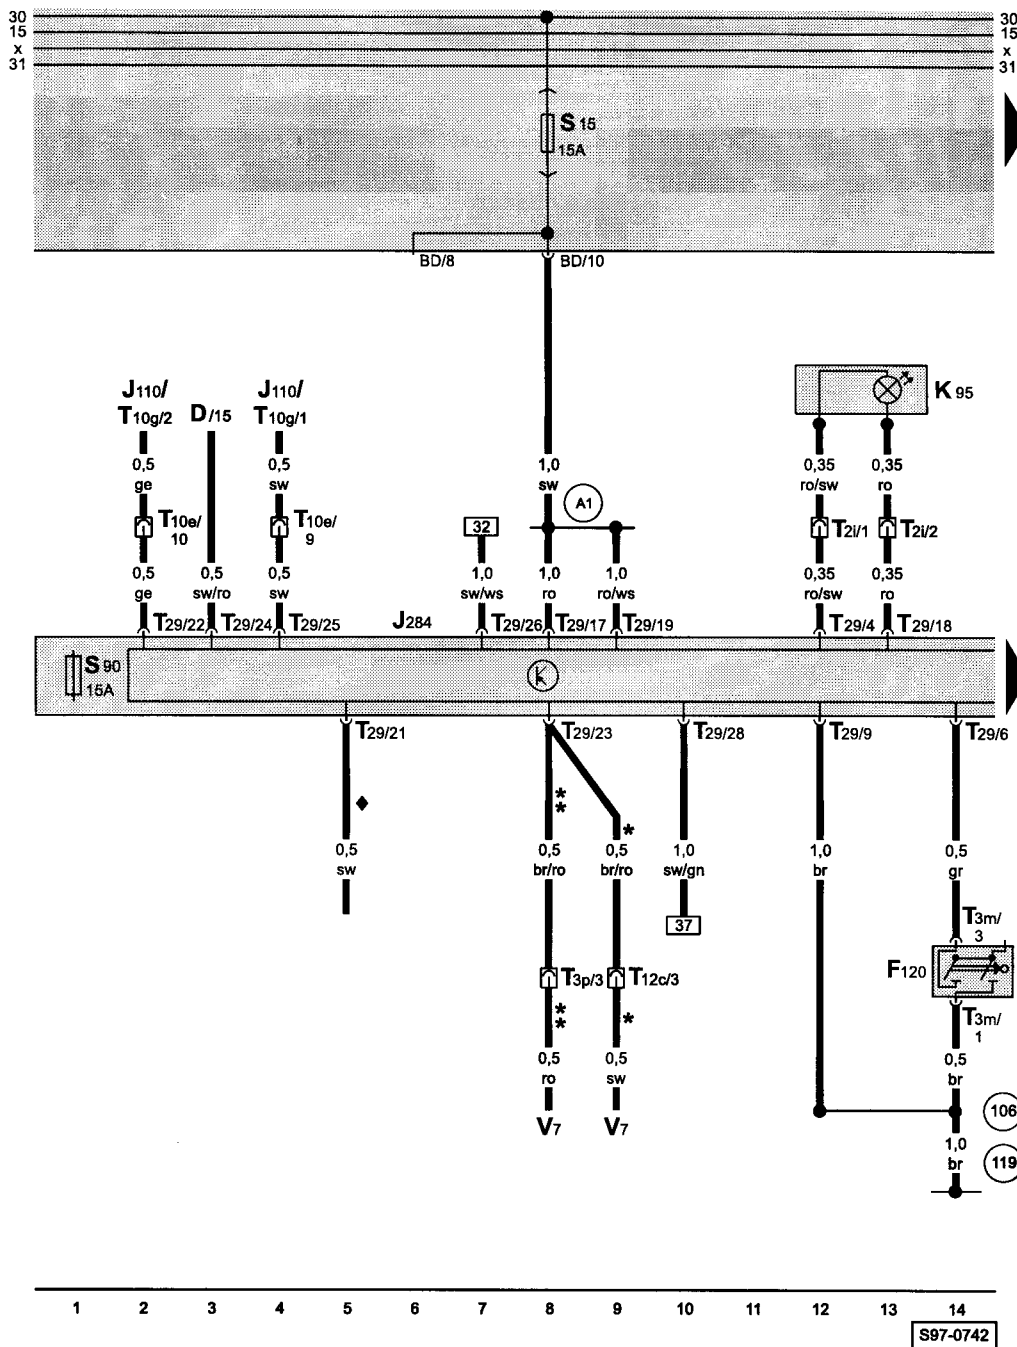 30 30
15 15
x x
31 31
S 15
15A
BD/8 BD/10
J110/ J110/
T10g/2 D/15 T10g/1
K 95
0,5 0,5 1,0 0,35 0,35
ge sw sw ro/sw ro
A1
T10e/ T10e/ 32 T2i/1 T2i/2
10 9
0,5 0,5 0,5 1,0 1,0 1,0 0,35 0,35
ge sw/ro sw sw/ws ro ro/ws ro/sw ro
T29/22 T29/24 T29/25 J284 T29/26 T29/17 T29/19 T29/4 T29/18
S 90
15A
T29/21 T29/23 T29/28 T29/9 T29/6
*
*
*
0,5 0,5 0,5 1,0 1,0 0,5
sw br/ro br/ro sw/gn br gr
37
T3m/
3
F120
T3p/3 T12c/3
*
* *
T3m/
1
0,5 0,5 0,5
ro sw br
V7 V7
106
1,0
br
119
1 2 3 4 5 6 7 8 9 10 11 12 13 14
S97-0742